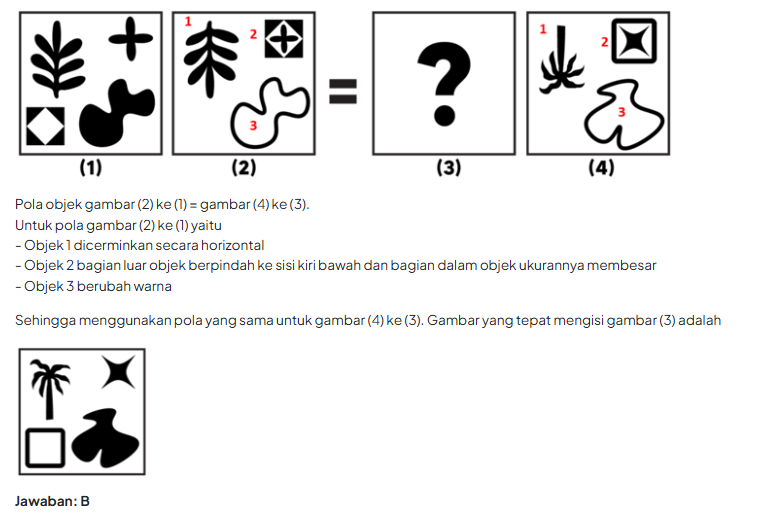 1
2
3
=
?
1
2
3
(1)
(2)
(3)
(4)
Pola objek gambar (2) ke (1) = gambar (4) ke (3).
Untuk pola gambar (2) ke (1) yaitu
- Objek 1 dicerminkan secara horizontal
- Objek 2 bagian luar objek berpindah ke sisi kiri bawah dan bagian dalam objek ukurannya membesar
- Objek 3 berubah warna
Sehingga menggunakan pola yang sama untuk gambar (4) ke (3). Gambar yang tepat mengisi gambar (3) adalah
Jawaban: B